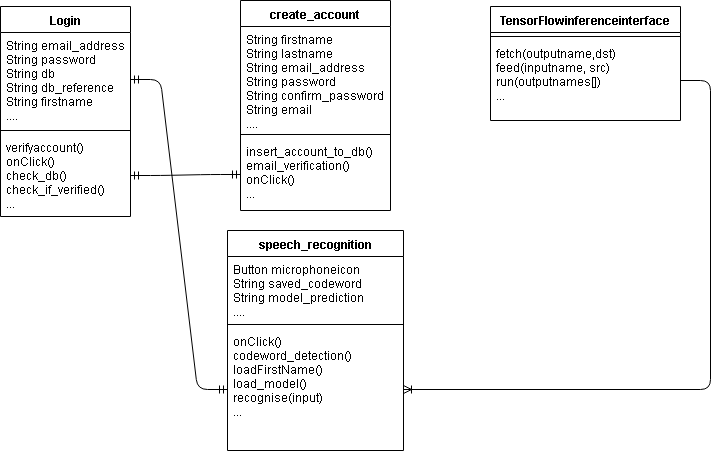 Login
String email_address
String password
String db
String db_reference
String firstname
....
verifyaccount()
onClick()
check_db()
check_if_verified()
...
create_account
String firstname
String lastname
String email_address
String password
String confirm_password
String email
....
insert_account_to_db()
email_verification()
onClick()
...
TensorFlowinferenceinterface
fetch(outputname,dst)
feed(inputname, src)
run(outputnames[])
...
speech_recognition
Button microphoneicon
String saved_codeword
String model_prediction
....
onClick()
codeword_detection()
loadFirstName()
load_model()
recognise(input)
...